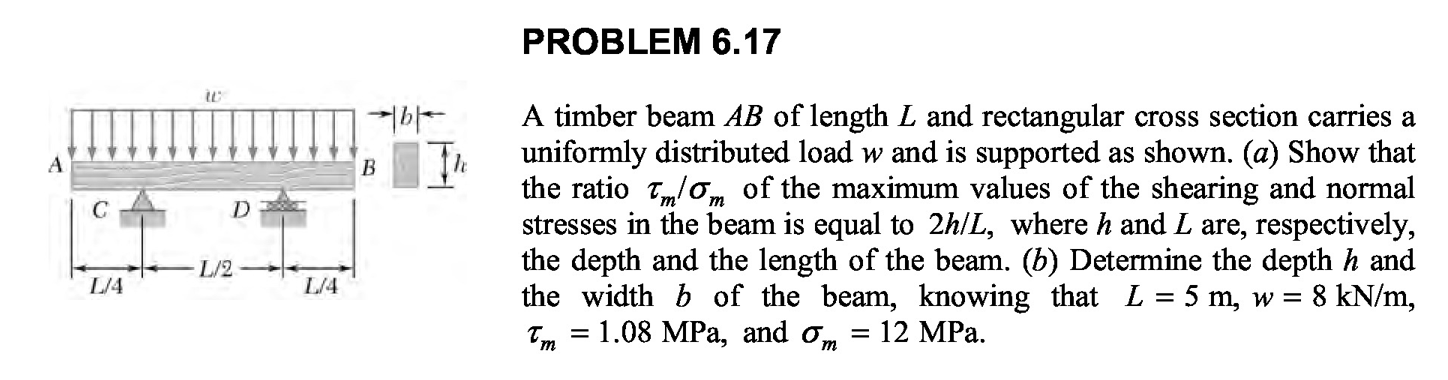 PROBLEM 6.17
w
b
h
A
B
C
D
L/2
L/4
L/4
A timber beam AB of length L and rectangular cross section carries a
uniformly distributed load w and is supported as shown. (a) Show that
the ratio τm/σm of the maximum values of the shearing and normal
stresses in the beam is equal to 2h/L, where h and L are, respectively,
the depth and the length of the beam. (b) Determine the depth h and
the width b of the beam, knowing that L = 5 m, w = 8 kN/m,
τm = 1.08 MPa, and σm = 12 MPa.